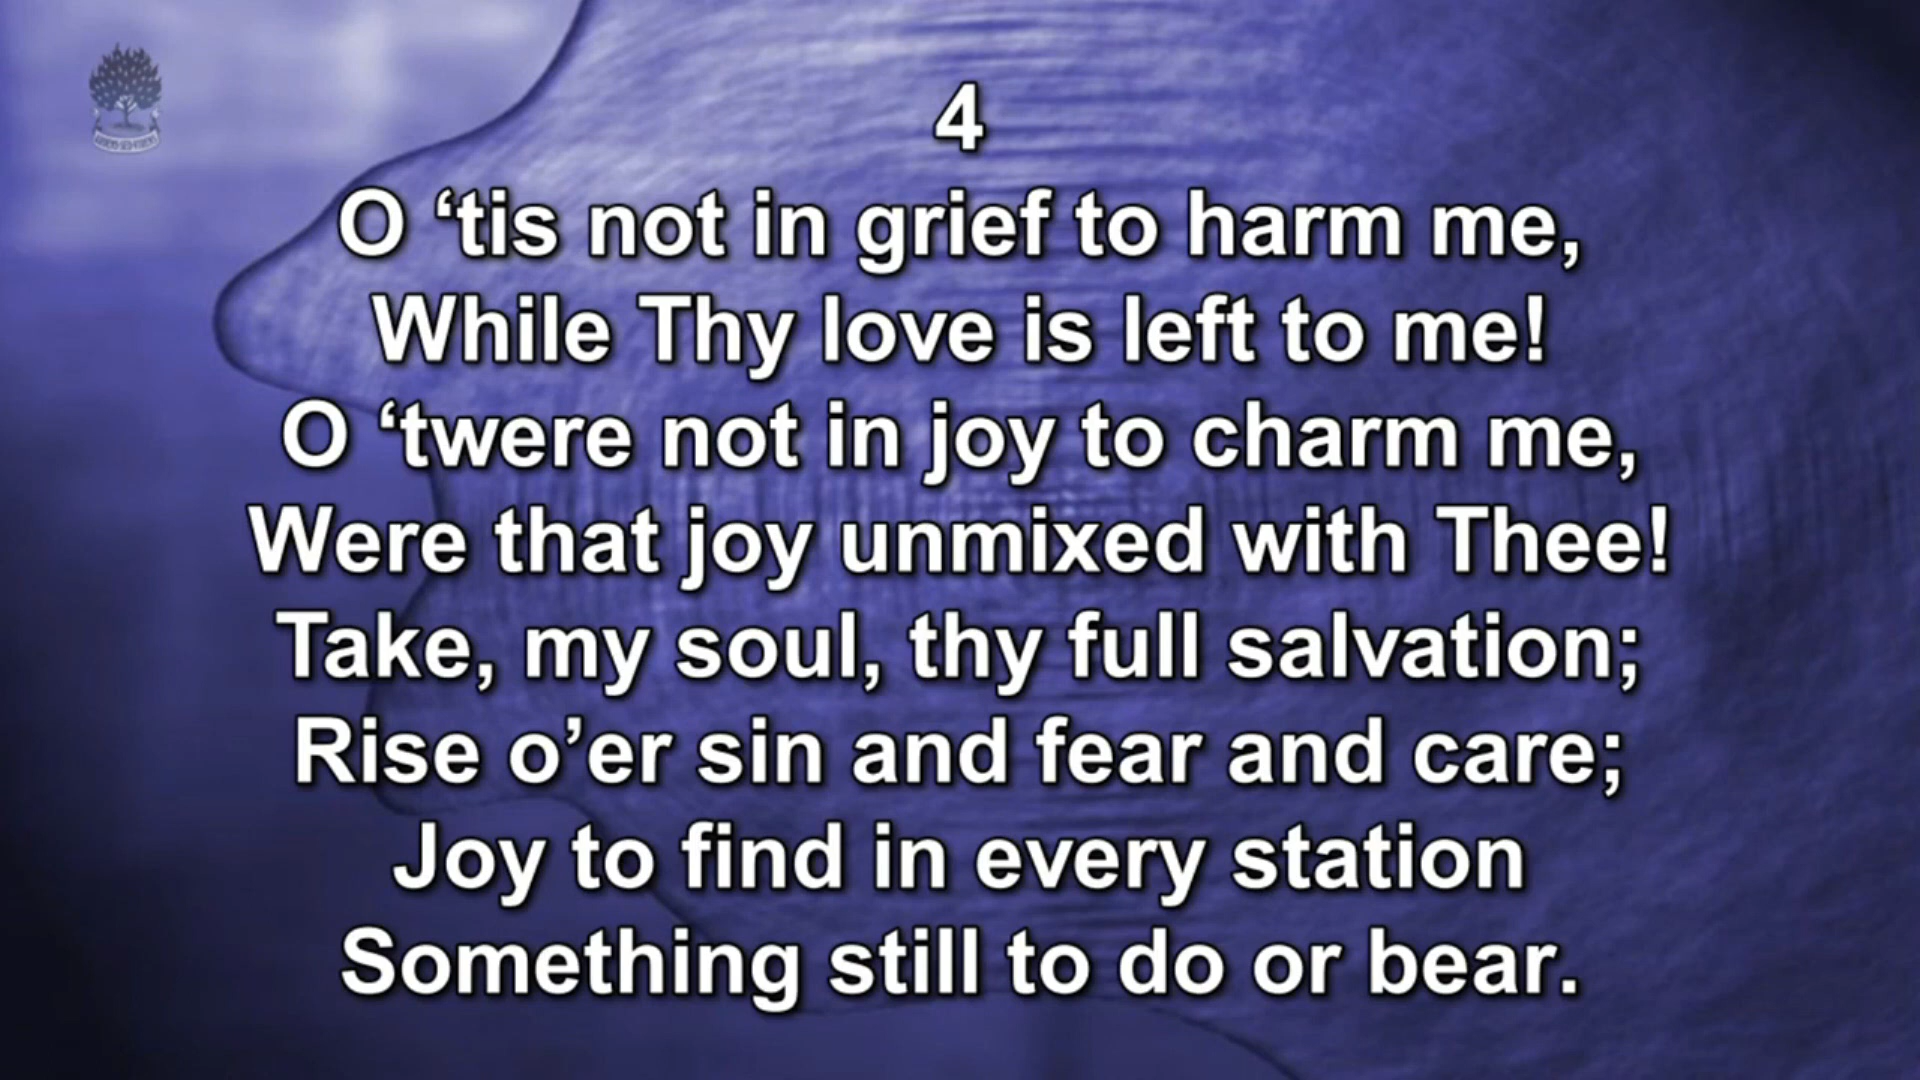 4
O ‘tis not in grief to harm me,
While Thy love is left to me!
O ‘twere not in joy to charm me,
Were that joy unmixed with Thee!
Take, my soul, thy full salvation;
Rise o’er sin and fear and care;
Joy to find in every station
Something still to do or bear.